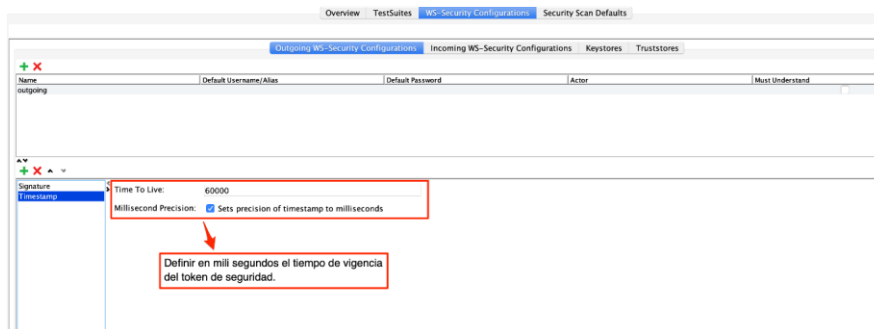 Overview TestSuites WS-Security Configurations Security Scan Defaults
Outgoing WS-Security Configurations Incoming WS-Security Configurations Keystores Truststores
Name Default Username/Alias Default Password Actor Must Understand
outgoing
Signature
Timestamp
Time To Live: 60000
Millisecond Precision: Sets precision of timestamp to milliseconds
Definir en mili segundos el tiempo de vigencia
del token de seguridad.